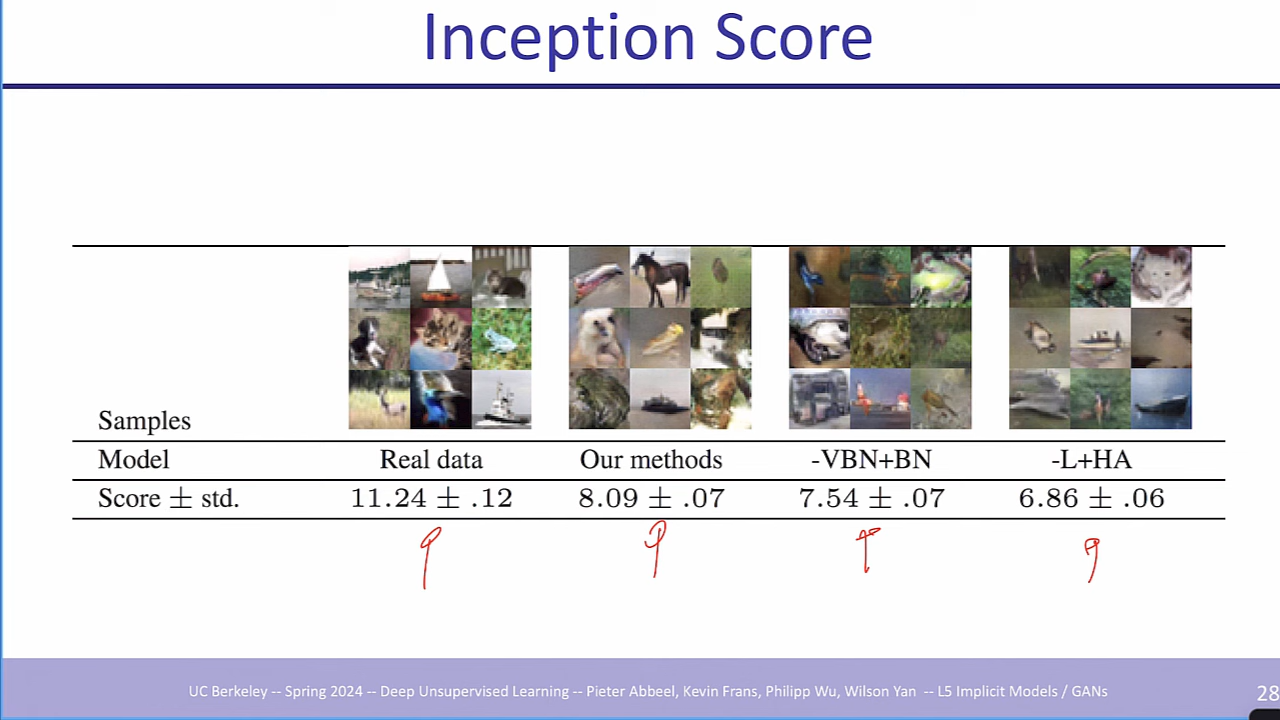 Inception Score
Samples
Model Real data Our methods -VBN+BN -L+HA
Score ± std. 11.24 ± .12 8.09 ± .07 7.54 ± .07 6.86 ± .06
UC Berkeley -- Spring 2024 -- Deep Unsupervised Learning -- Pieter Abbeel, Kevin Frans, Philipp Wu, Wilson Yan -- L5 Implicit Models / GANs
28